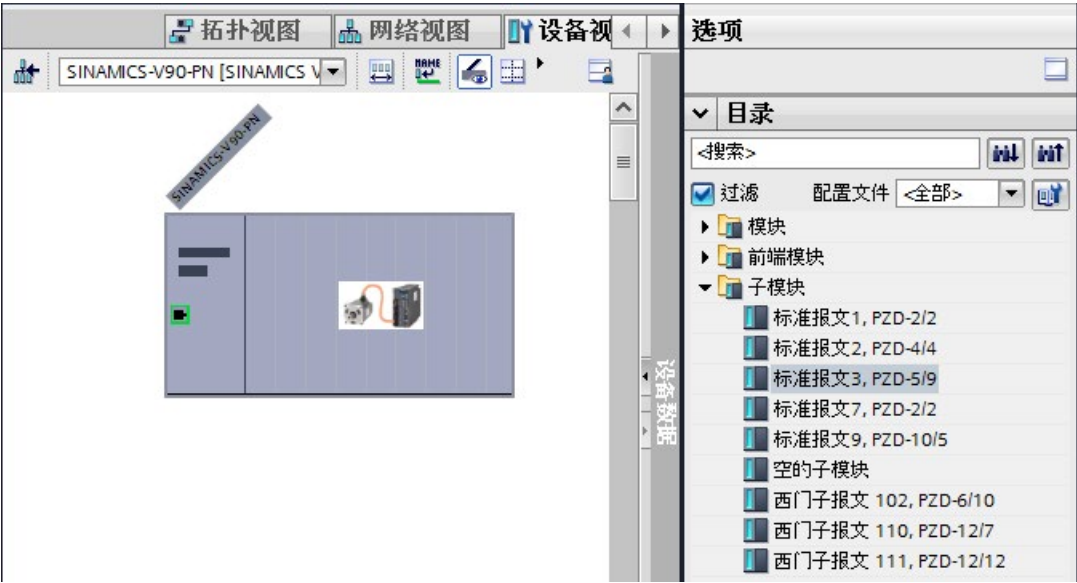 拓扑视图
网络视图
设备视
SINAMICS-V90-PN [SINAMICS V
NAME
SINAMICS-V90-PN
设备数据
选项
目录
<搜索>
过滤
配置文件
<全部>
模块
前端模块
子模块
标准报文1, PZD-2/2
标准报文2, PZD-4/4
标准报文3, PZD-5/9
标准报文7, PZD-2/2
标准报文9, PZD-10/5
空的子模块
西门子报文 102, PZD-6/10
西门子报文 110, PZD-12/7
西门子报文 111, PZD-12/12